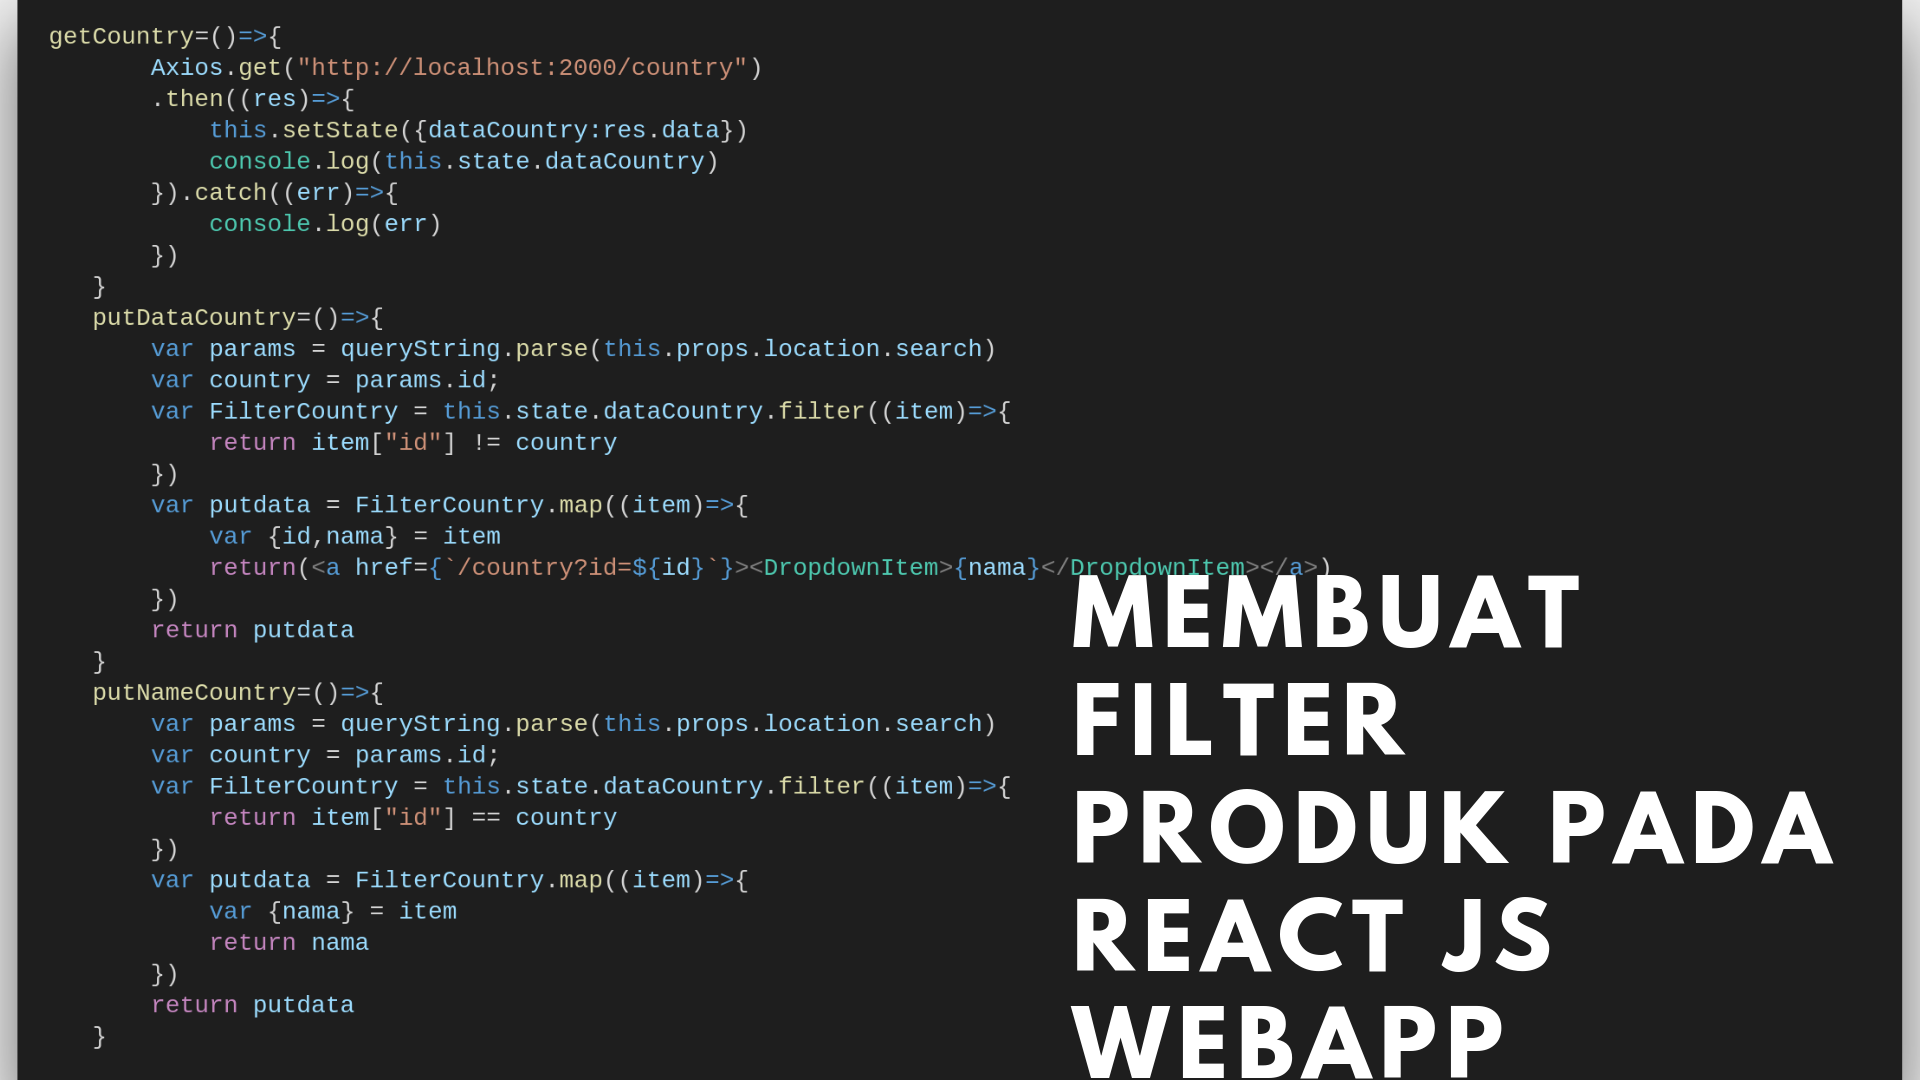 getCountry=()=>{
Axios.get("http://localhost:2000/country")
.then((res)=>{
this.setState({dataCountry:res.data})
console.log(this.state.dataCountry)
}).catch((err)=>{
console.log(err)
})
}
putDataCountry=()=>{
var params = queryString.parse(this.props.location.search)
var country = params.id;
var FilterCountry = this.state.dataCountry.filter((item)=>{
return item["id"] != country
})
var putdata = FilterCountry.map((item)=>{
var {id,nama} = item
return(<a href={`/country?id=${id}`}><DropdownItem>{nama}</DropdownItem></a>)
})
return putdata
}
putNameCountry=()=>{
var params = queryString.parse(this.props.location.search)
var country = params.id;
var FilterCountry = this.state.dataCountry.filter((item)=>{
return item["id"] == country
})
var putdata = FilterCountry.map((item)=>{
var {nama} = item
return nama
})
return putdata
}
MEMBUAT
FILTER
PRODUK PADA
REACT JS
WEBAPP